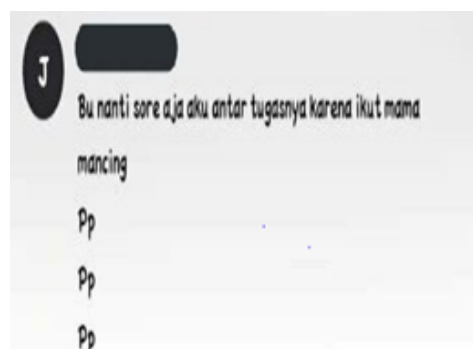 J
Bu nanti sore aja aku antar tugasnya karena ikut mama
mancing
Pp
Pp
Pp